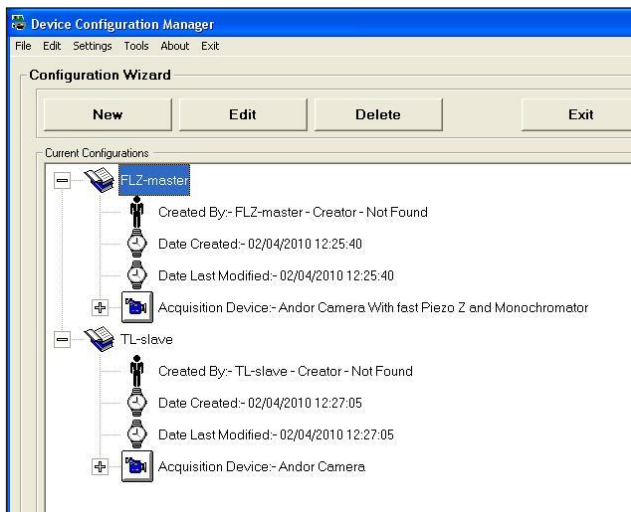 Device Configuration Manager
File Edit Settings Tools About Exit
Configuration Wizard
New Edit Delete Exit
Current Configurations
FLZ-master
Created By:- FLZ-master - Creator - Not Found
Date Created:- 02/04/2010 12:25:40
Date Last Modified:- 02/04/2010 12:25:40
Acquisition Device:- Andor Camera With fast Piezo Z and Monochromator
TL-slave
Created By:- TL-slave - Creator - Not Found
Date Created:- 02/04/2010 12:27:05
Date Last Modified:- 02/04/2010 12:27:05
Acquisition Device:- Andor Camera